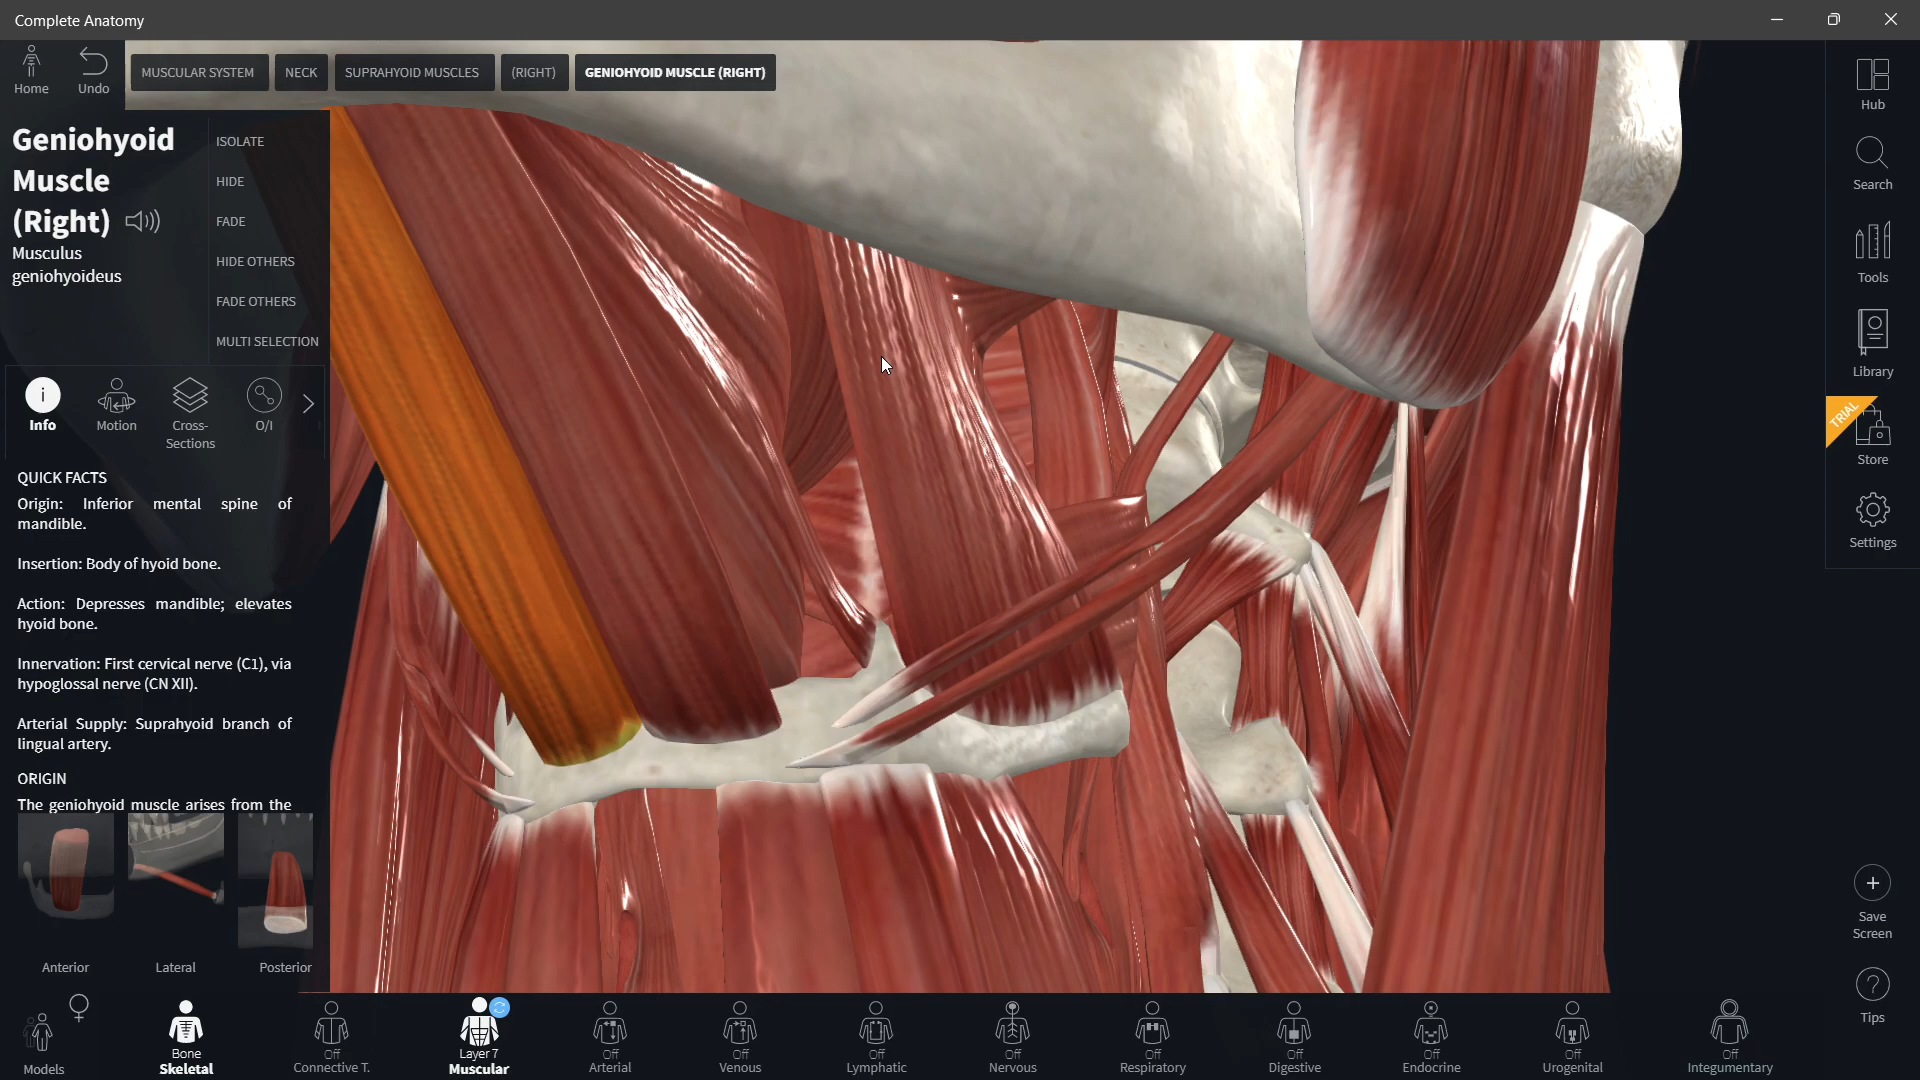 Complete Anatomy
Home
Undo
MUSCULAR SYSTEM
NECK
SUPRAHYOID MUSCLES
(RIGHT)
GENIOHYOID MUSCLE (RIGHT)
Geniohyoid
Muscle
(Right)
Musculus
geniohyoideus
ISOLATE
HIDE
FADE
HIDE OTHERS
FADE OTHERS
MULTI SELECTION
Info
Motion
Cross-
Sections
O/I
QUICK FACTS
Origin: Inferior mental spine of
mandible.
Insertion: Body of hyoid bone.
Action: Depresses mandible; elevates
hyoid bone.
Innervation: First cervical nerve (C1), via
hypoglossal nerve (CN XII).
Arterial Supply: Suprahyoid branch of
lingual artery.
ORIGIN
The geniohyoid muscle arises from the
Anterior
Lateral
Posterior
Hub
Search
Tools
Library
TRIAL
Store
Settings
Save
Screen
Tips
Models
Bone
Skeletal
Off
Connective T.
Layer 7
Muscular
Off
Arterial
Off
Venous
Off
Lymphatic
Off
Nervous
Off
Respiratory
Off
Digestive
Off
Endocrine
Off
Urogenital
Off
Integumentary